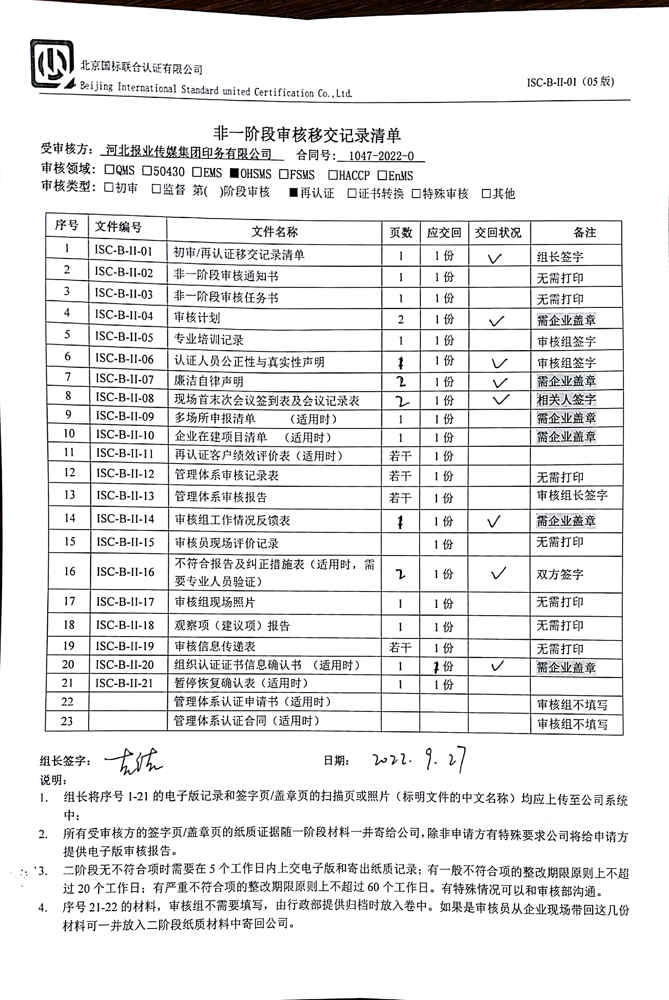 北京国标联合认证有限公司
Beijing International Standard united Certification Co.,Ltd.
ISC-B-II-01（05 版)
非一阶段审核移交记录清单
受审核方： 河北报业传媒集团印务有限公司 合同号: 1047-2022-0
审核领域：□QMS □50430 □EMS ■OHSMS □FSMS □HACCP □EnMS
审核类型：□初审 □监督 第( )阶段审核 ■再认证 □证书转换 □特殊审核 □其他
序号 文件编号 文件名称 页数 应交回 交回状况 备注
1 ISC-B-II-01 初审/再认证移交记录清单 1 1 份 ✓ 组长签字
2 ISC-B-II-02 非一阶段审核通知书 1 1 份 无需打印
3 ISC-B-II-03 非一阶段审核任务书 1 1 份 无需打印
4 ISC-B-II-04 审核计划 2 1 份 ✓ 需企业盖章
5 ISC-B-II-05 专业培训记录 1 1 份 审核组签字
6 ISC-B-II-06 认证人员公正性与真实性声明 1 1 份 ✓ 审核组签字
7 ISC-B-II-07 廉洁自律声明 2 1 份 ✓ 需企业盖章
8 ISC-B-II-08 现场首末次会议签到表及会议记录表 2 1 份 ✓ 相关人签字
9 ISC-B-II-09 多场所申报清单 （适用时） 1 1 份 需企业盖章
10 ISC-B-II-10 企业在建项目清单 （适用时） 1 1 份 需企业盖章
11 ISC-B-II-11 再认证客户绩效评价表（适用时） 若干 1 份
12 ISC-B-II-12 管理体系审核记录表 若干 1 份 无需打印
13 ISC-B-II-13 管理体系审核报告 若干 1 份 审核组长签字
14 ISC-B-II-14 审核组工作情况反馈表 1 1 份 ✓ 需企业盖章
15 ISC-B-II-15 审核员现场评价记录 1 份 无需打印
16 ISC-B-II-16 不符合报告及纠正措施表（适用时，需
要专业人员验证） 2 1 份 ✓ 双方签字
17 ISC-B-II-17 审核组现场照片 1 1 份 无需打印
18 ISC-B-II-18 观察项（建议项）报告 1 1 份 无需打印
19 ISC-B-II-19 审核信息传递表 若干 1 份 无需打印
20 ISC-B-II-20 组织认证证书信息确认书 （适用时） 1 1份 ✓ 需企业盖章
21 ISC-B-II-21 暂停恢复确认表（适用时） 1 1 份
22 管理体系认证申请书（适用时） 审核组不填写
23 管理体系认证合同（适用时） 审核组不填写
组长签字： 日期： 2022. 9. 27
说明：
1. 组长将序号 1-21 的电子版记录和签字页/盖章页的扫描页或照片（标明文件的中文名称）均应上传至公司系统
中；
2. 所有受审核方的签字页/盖章页的纸质证据随一阶段材料一并寄给公司，除非申请方有特殊要求公司将给申请方
提供电子版审核报告。
3. 二阶段无不符合项时需要在 5 个工作日内上交电子版和寄出纸质记录；有一般不符合项的整改期限原则上不超
过 20 个工作日；有严重不符合项的整改期限原则上不超过 60 个工作日。有特殊情况可以和审核部沟通。
4. 序号 21-22 的材料，审核组不需要填写，由行政部提供归档时放入卷中。如果是审核员从企业现场带回这几份
材料可一并放入二阶段纸质材料中寄回公司。